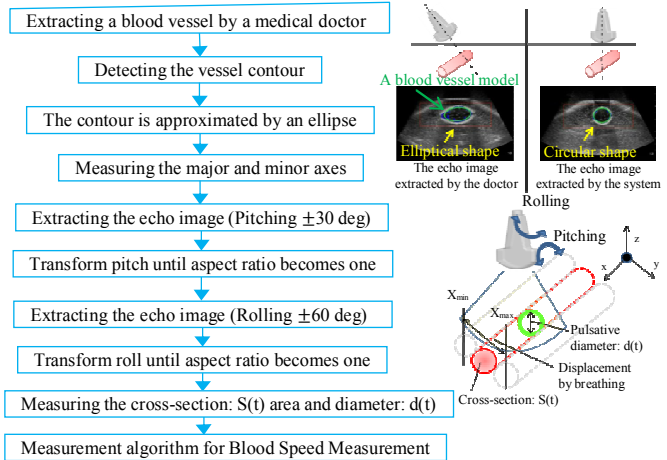 Extracting a blood vessel by a medical doctor
Detecting the vessel contour
The contour is approximated by an ellipse
Measuring the major and minor axes
Extracting the echo image (Pitching ±30 deg)
Transform pitch until aspect ratio becomes one
Extracting the echo image (Rolling ±60 deg)
Transform roll until aspect ratio becomes one
Measuring the cross-section: S(t) area and diameter: d(t)
Measurement algorithm for Blood Speed Measurement
A blood vessel model
Elliptical shape
Circular shape
The echo image
extracted by the doctor
The echo image
extracted by the system
Rolling
Pitching
z
x
y
Xmin
Xmax
Pulsative
diameter: d(t)
Displacement
by breathing
Cross-section: S(t)